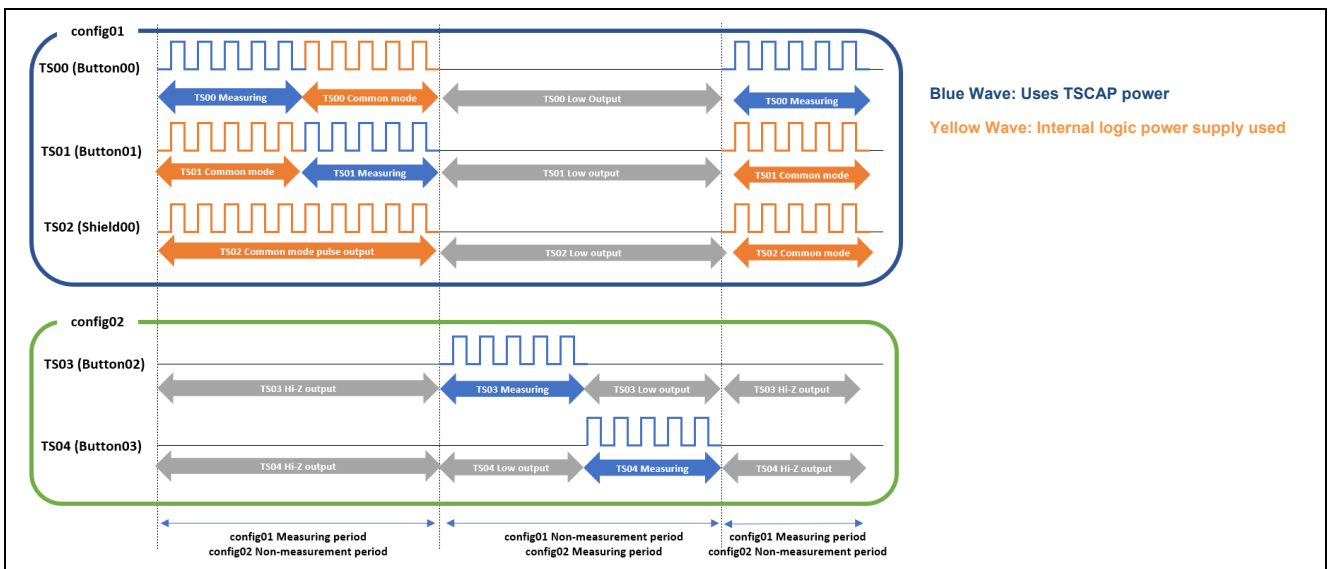 config01
TS00 (Button00)
TS00 Measuring
TS00 Common mode
TS00 Low Output
TS00 Measuring
Blue Wave: Uses TSCAP power
Yellow Wave: Internal logic power supply used
TS01 (Button01)
TS01 Common mode
TS01 Measuring
TS01 Low output
TS01 Common mode
TS02 (Shield00)
TS02 Common mode pulse output
TS02 Low output
TS02 Common mode
config02
TS03 (Button02)
TS03 Hi-Z output
TS03 Measuring
TS03 Low output
TS03 Hi-Z output
TS04 (Button03)
TS04 Hi-Z output
TS04 Low output
TS04 Measuring
TS04 Hi-Z output
config01 Measuring period
config02 Non-measurement period
config01 Non-measurement period
config02 Measuring period
config01 Measuring period
config02 Non-measurement period